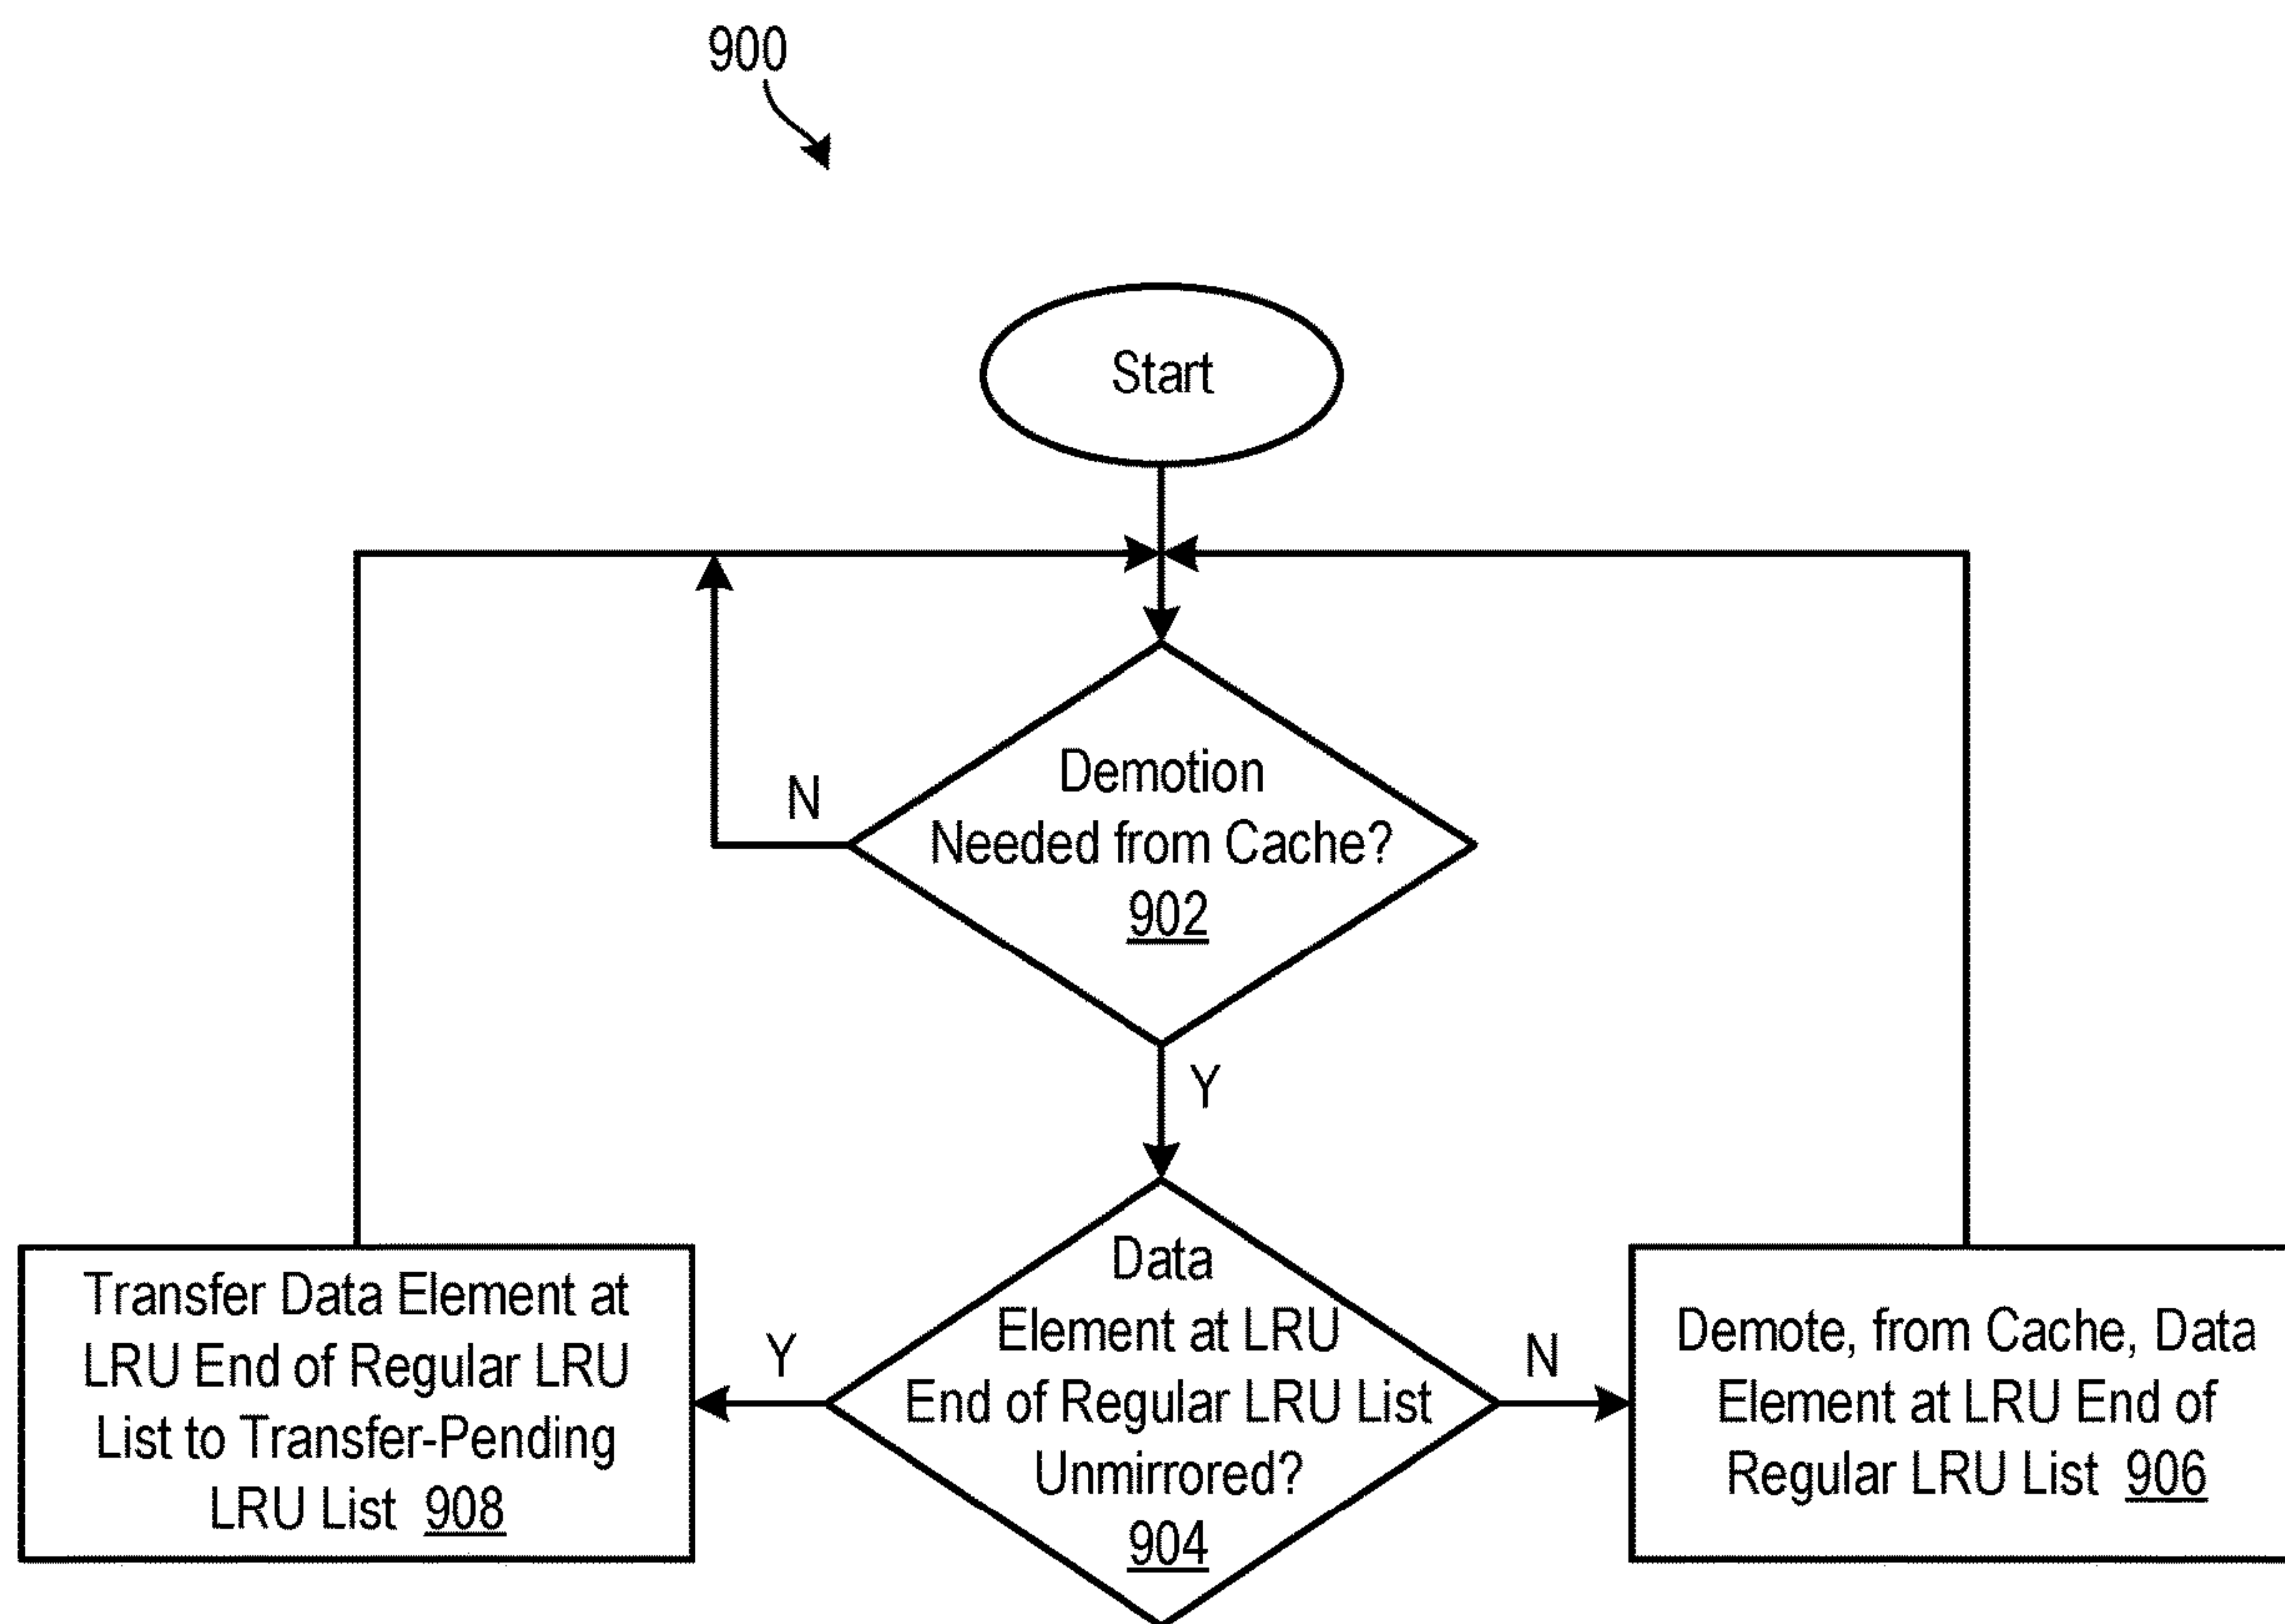 900
Start
Demotion
Needed from Cache?
902
N
Y
Data
Element at LRU
End of Regular LRU List
Unmirrored?
904
Y
N
Transfer Data Element at
LRU End of Regular LRU
List to Transfer-Pending
LRU List 908
Demote, from Cache, Data
Element at LRU End of
Regular LRU List 906